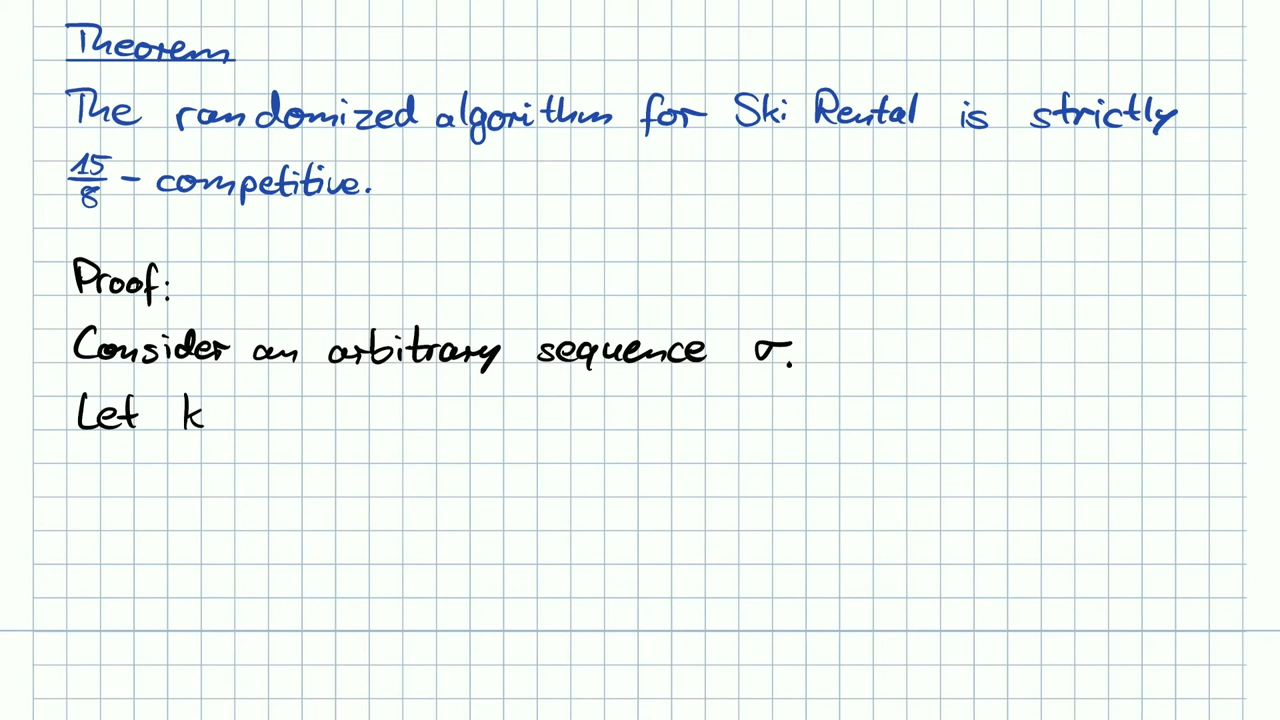 Theorem
The randomized algorithm for Ski Rental is strictly
15/8 - competitive.
Proof:
Consider an arbitrary sequence σ.
Let k